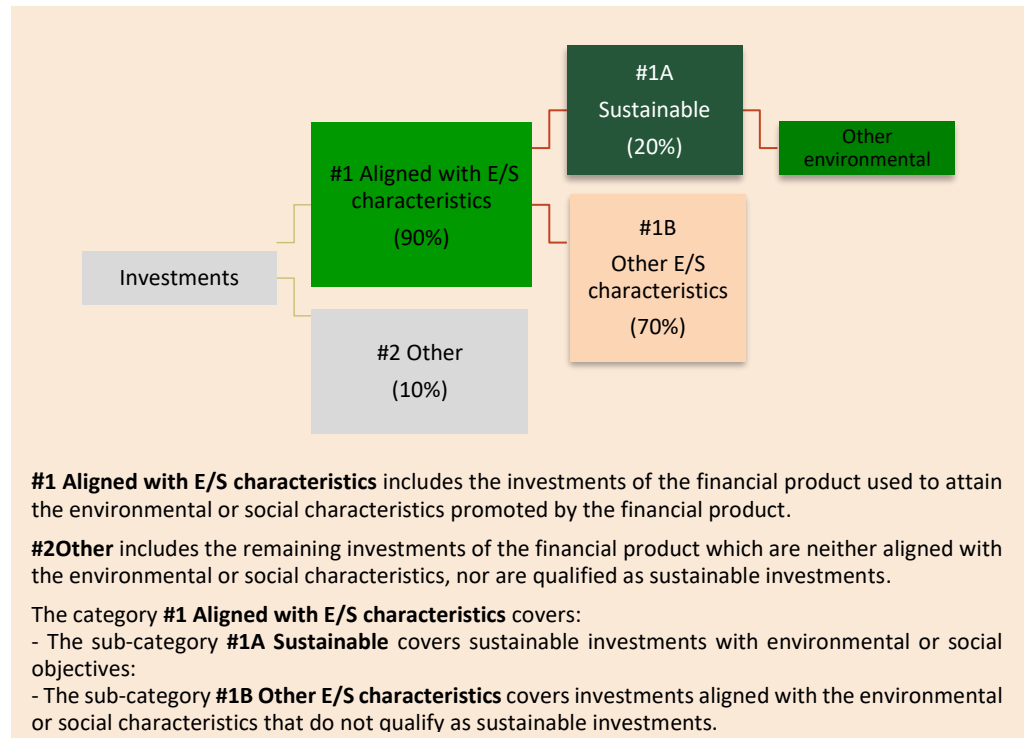 #1A
Sustainable
(20%)
Other
environmental
#1 Aligned with E/S
characteristics
(90%)
#1B
Other E/S
characteristics
(70%)
Investments
#2 Other
(10%)
#1 Aligned with E/S characteristics includes the investments of the financial product used to attain
the environmental or social characteristics promoted by the financial product.
#2Other includes the remaining investments of the financial product which are neither aligned with
the environmental or social characteristics, nor are qualified as sustainable investments.
The category #1 Aligned with E/S characteristics covers:
- The sub-category #1A Sustainable covers sustainable investments with environmental or social
objectives:
- The sub-category #1B Other E/S characteristics covers investments aligned with the environmental
or social characteristics that do not qualify as sustainable investments.